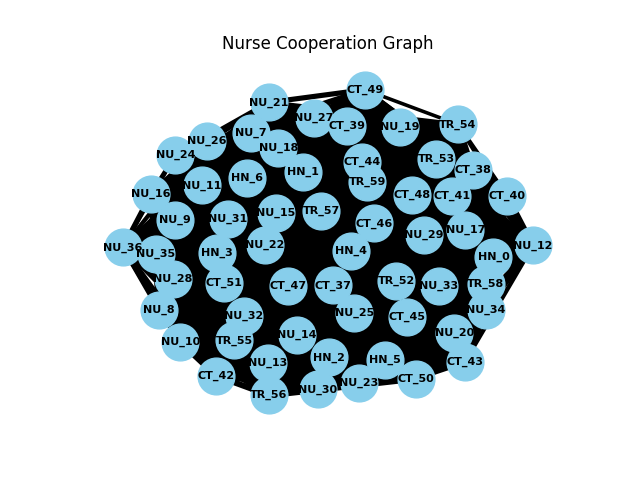 Nurse Cooperation Graph
CT_49
NU_21
NU_27
TR_54
CT_39
NU_19
NU_7
NU_26
NU_18
NU_24
TR_53
CT_44
CT_38
HN_1
HN_6
TR_59
NU_11
NU_16
CT_48
CT_41
CT_40
TR_57
NU_15
NU_31
NU_9
CT_46
NU_17
NU_29
NU_22
NU_12
NU_36
HN_4
HN_3
NU_35
HN_0
NU_28
TR_52
CT_51
TR_58
CT_37
CT_47
NU_33
NU_8
NU_34
NU_25
NU_32
CT_45
NU_20
NU_14
TR_55
NU_10
HN_2
HN_5
CT_43
NU_13
CT_42
CT_50
NU_23
NU_30
TR_56